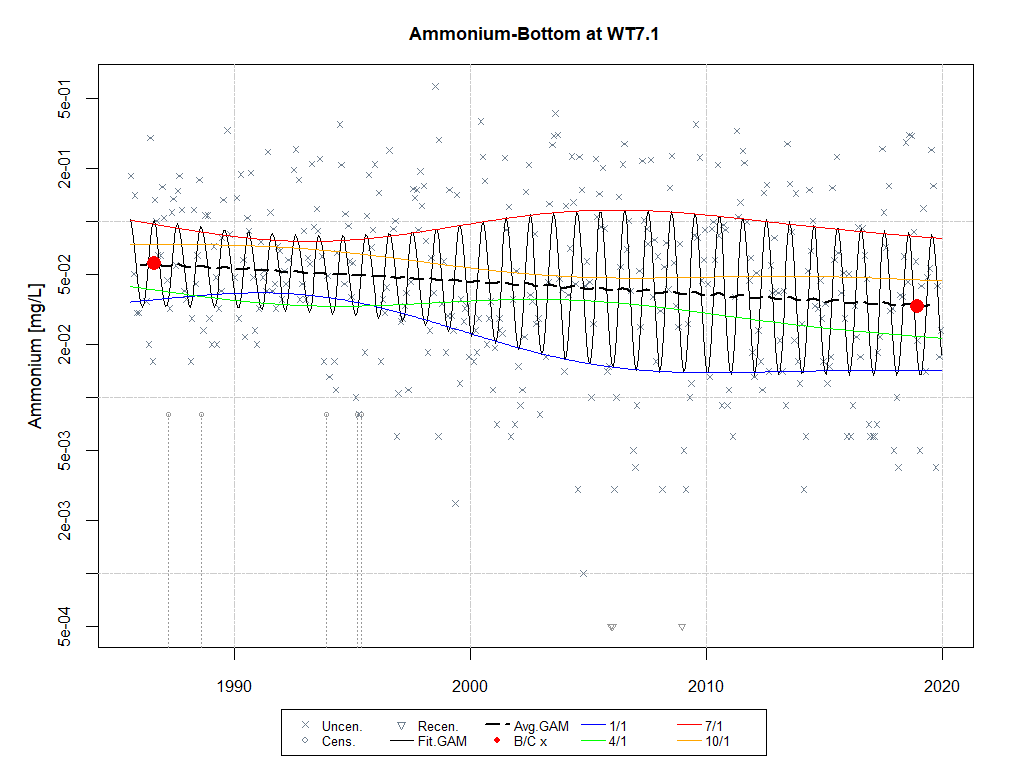 Ammonium-Bottom at WT7.1
Ammonium [mg/L]
5e-01
2e-01
5e-02
2e-02
5e-03
2e-03
5e-04
1990 2000 2010 2020
Uncen. Recen. Avg.GAM 1/1 7/1
Cens. Fit.GAM B/C x 4/1 10/1